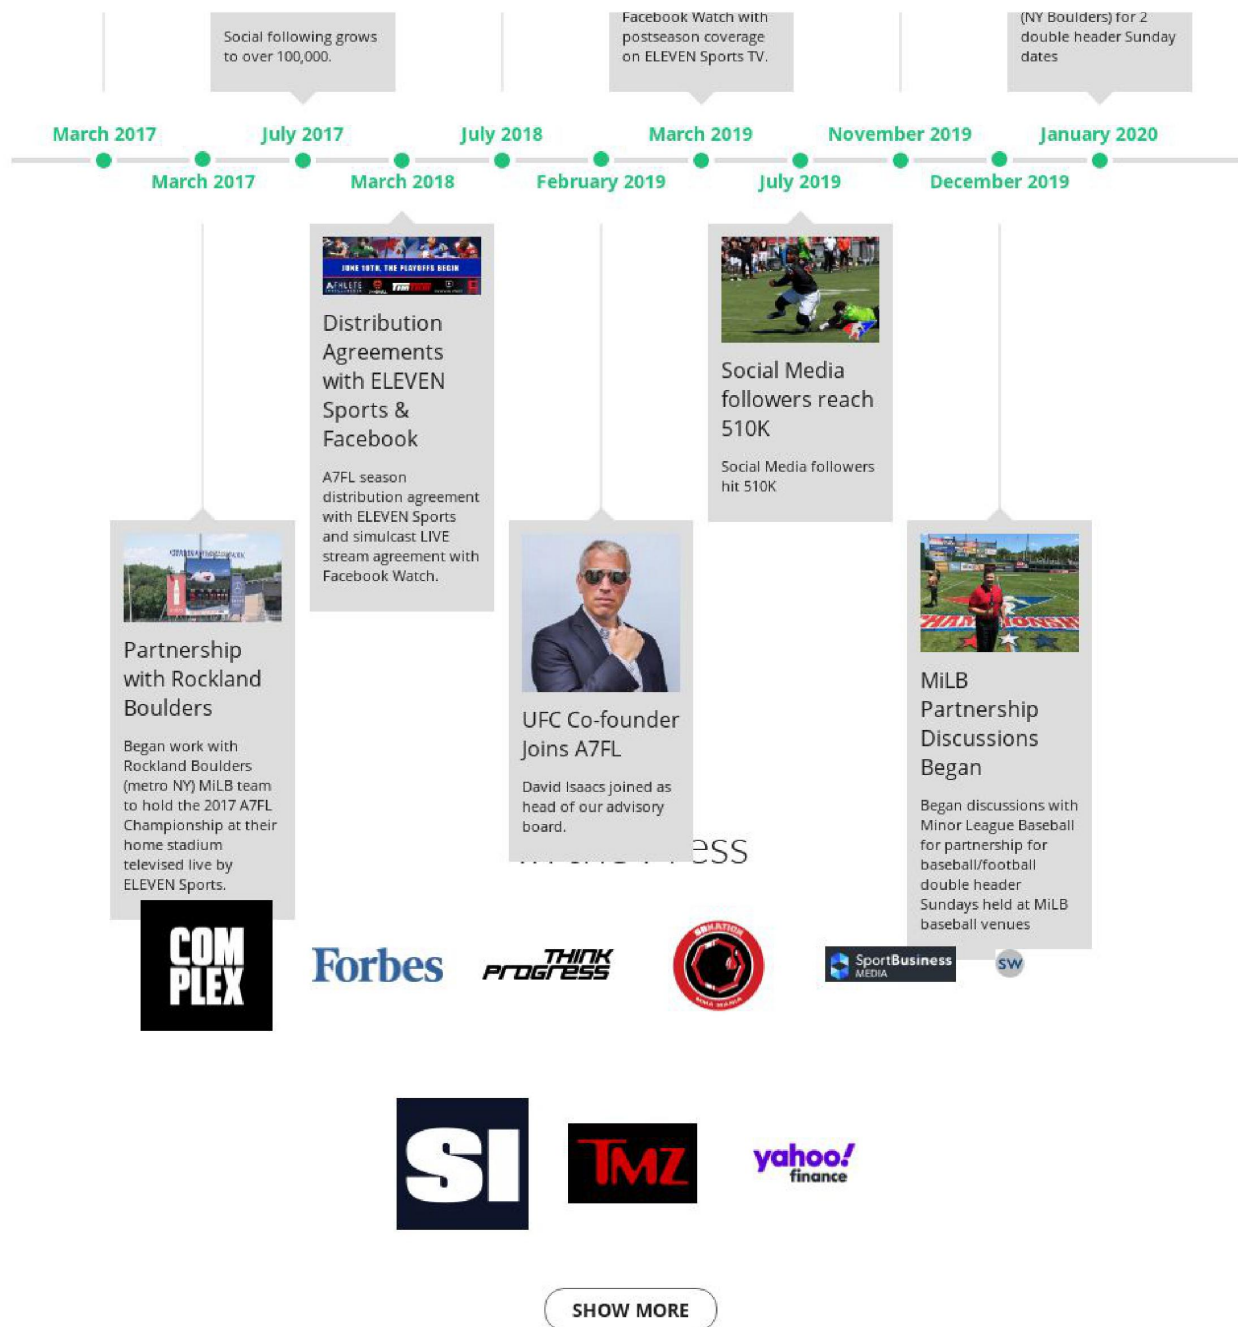 Social following grows
to over 100,000.
Facebook Watch with
postseason coverage
on ELEVEN Sports TV.
(NY Boulders) for 2
double header Sunday
dates
March 2017
July 2017
July 2018
March 2019
November 2019
January 2020
March 2017
March 2018
February 2019
July 2019
December 2019
JUNE 10TH, THE PLAYOFFS BEGIN
Distribution
Agreements
with ELEVEN
Sports &
Facebook
A7FL season
distribution agreement
with ELEVEN Sports
and simulcast LIVE
stream agreement with
Facebook Watch.
Social Media
followers reach
510K
Social Media followers
hit 510K
Partnership
with Rockland
Boulders
Began work with
Rockland Boulders
(metro NY) MiLB team
to hold the 2017 A7FL
Championship at their
home stadium
televised live by
ELEVEN Sports.
UFC Co-founder
Joins A7FL
David Isaacs joined as
head of our advisory
board.
MiLB
Partnership
Discussions
Began
Began discussions with
Minor League Baseball
for partnership for
baseball/football
double header
Sundays held at MiLB
baseball venues
COM
PLEX
Forbes
THINK
PROGRESS
SBNATION
MMA MANIA
SportBusiness
MEDIA
SW
SI
TMZ
yahoo!
finance
SHOW MORE